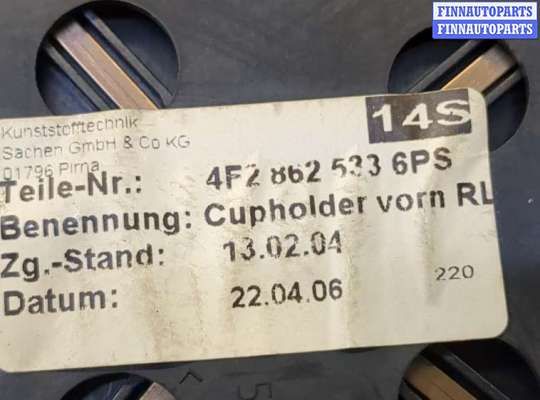 FINNAUTOPARTS
FINNAUTOPARTS
14S
Kunststofftechnik
Sachen GmbH & Co KG
01796 Pirna
Teile-Nr.: 4F2 862 533 6PS
Benennung: Cupholder vorn RL
Zg.-Stand: 13.02.04
Datum: 22.04.06
220